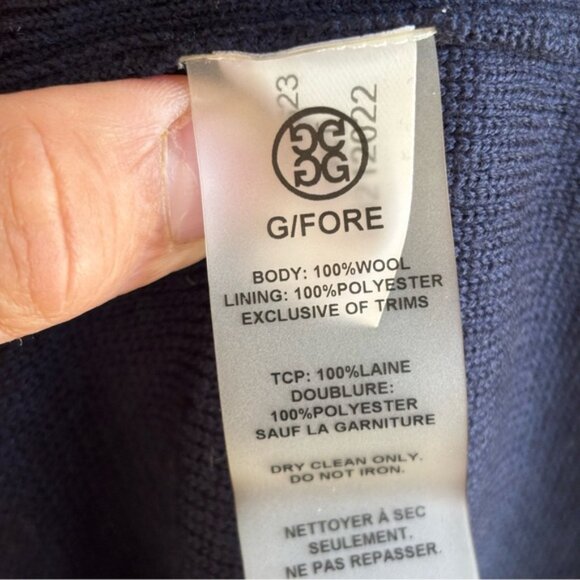 G/FORE
BODY: 100%WOOL
LINING: 100%POLYESTER
EXCLUSIVE OF TRIMS
TCP: 100%LAINE
DOUBLURE:
100%POLYESTER
SAUF LA GARNITURE
DRY CLEAN ONLY.
DO NOT IRON.
NETTOYER À SEC
SEULEMENT.
NE PAS REPASSER.